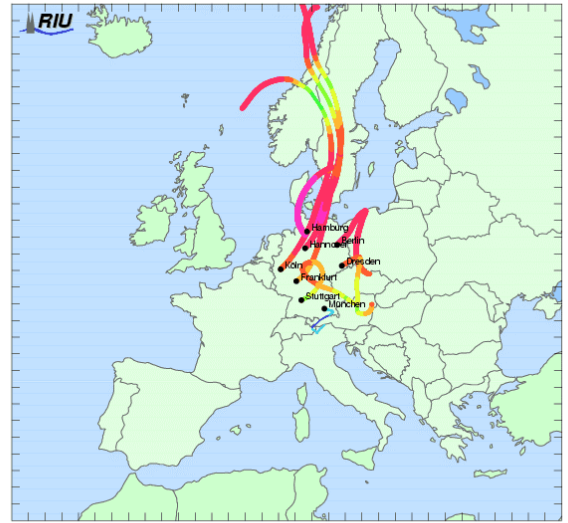 RIU
Hamburg
Hannover
Berlin
Köln
Dresden
Frankfurt
Stuttgart
München